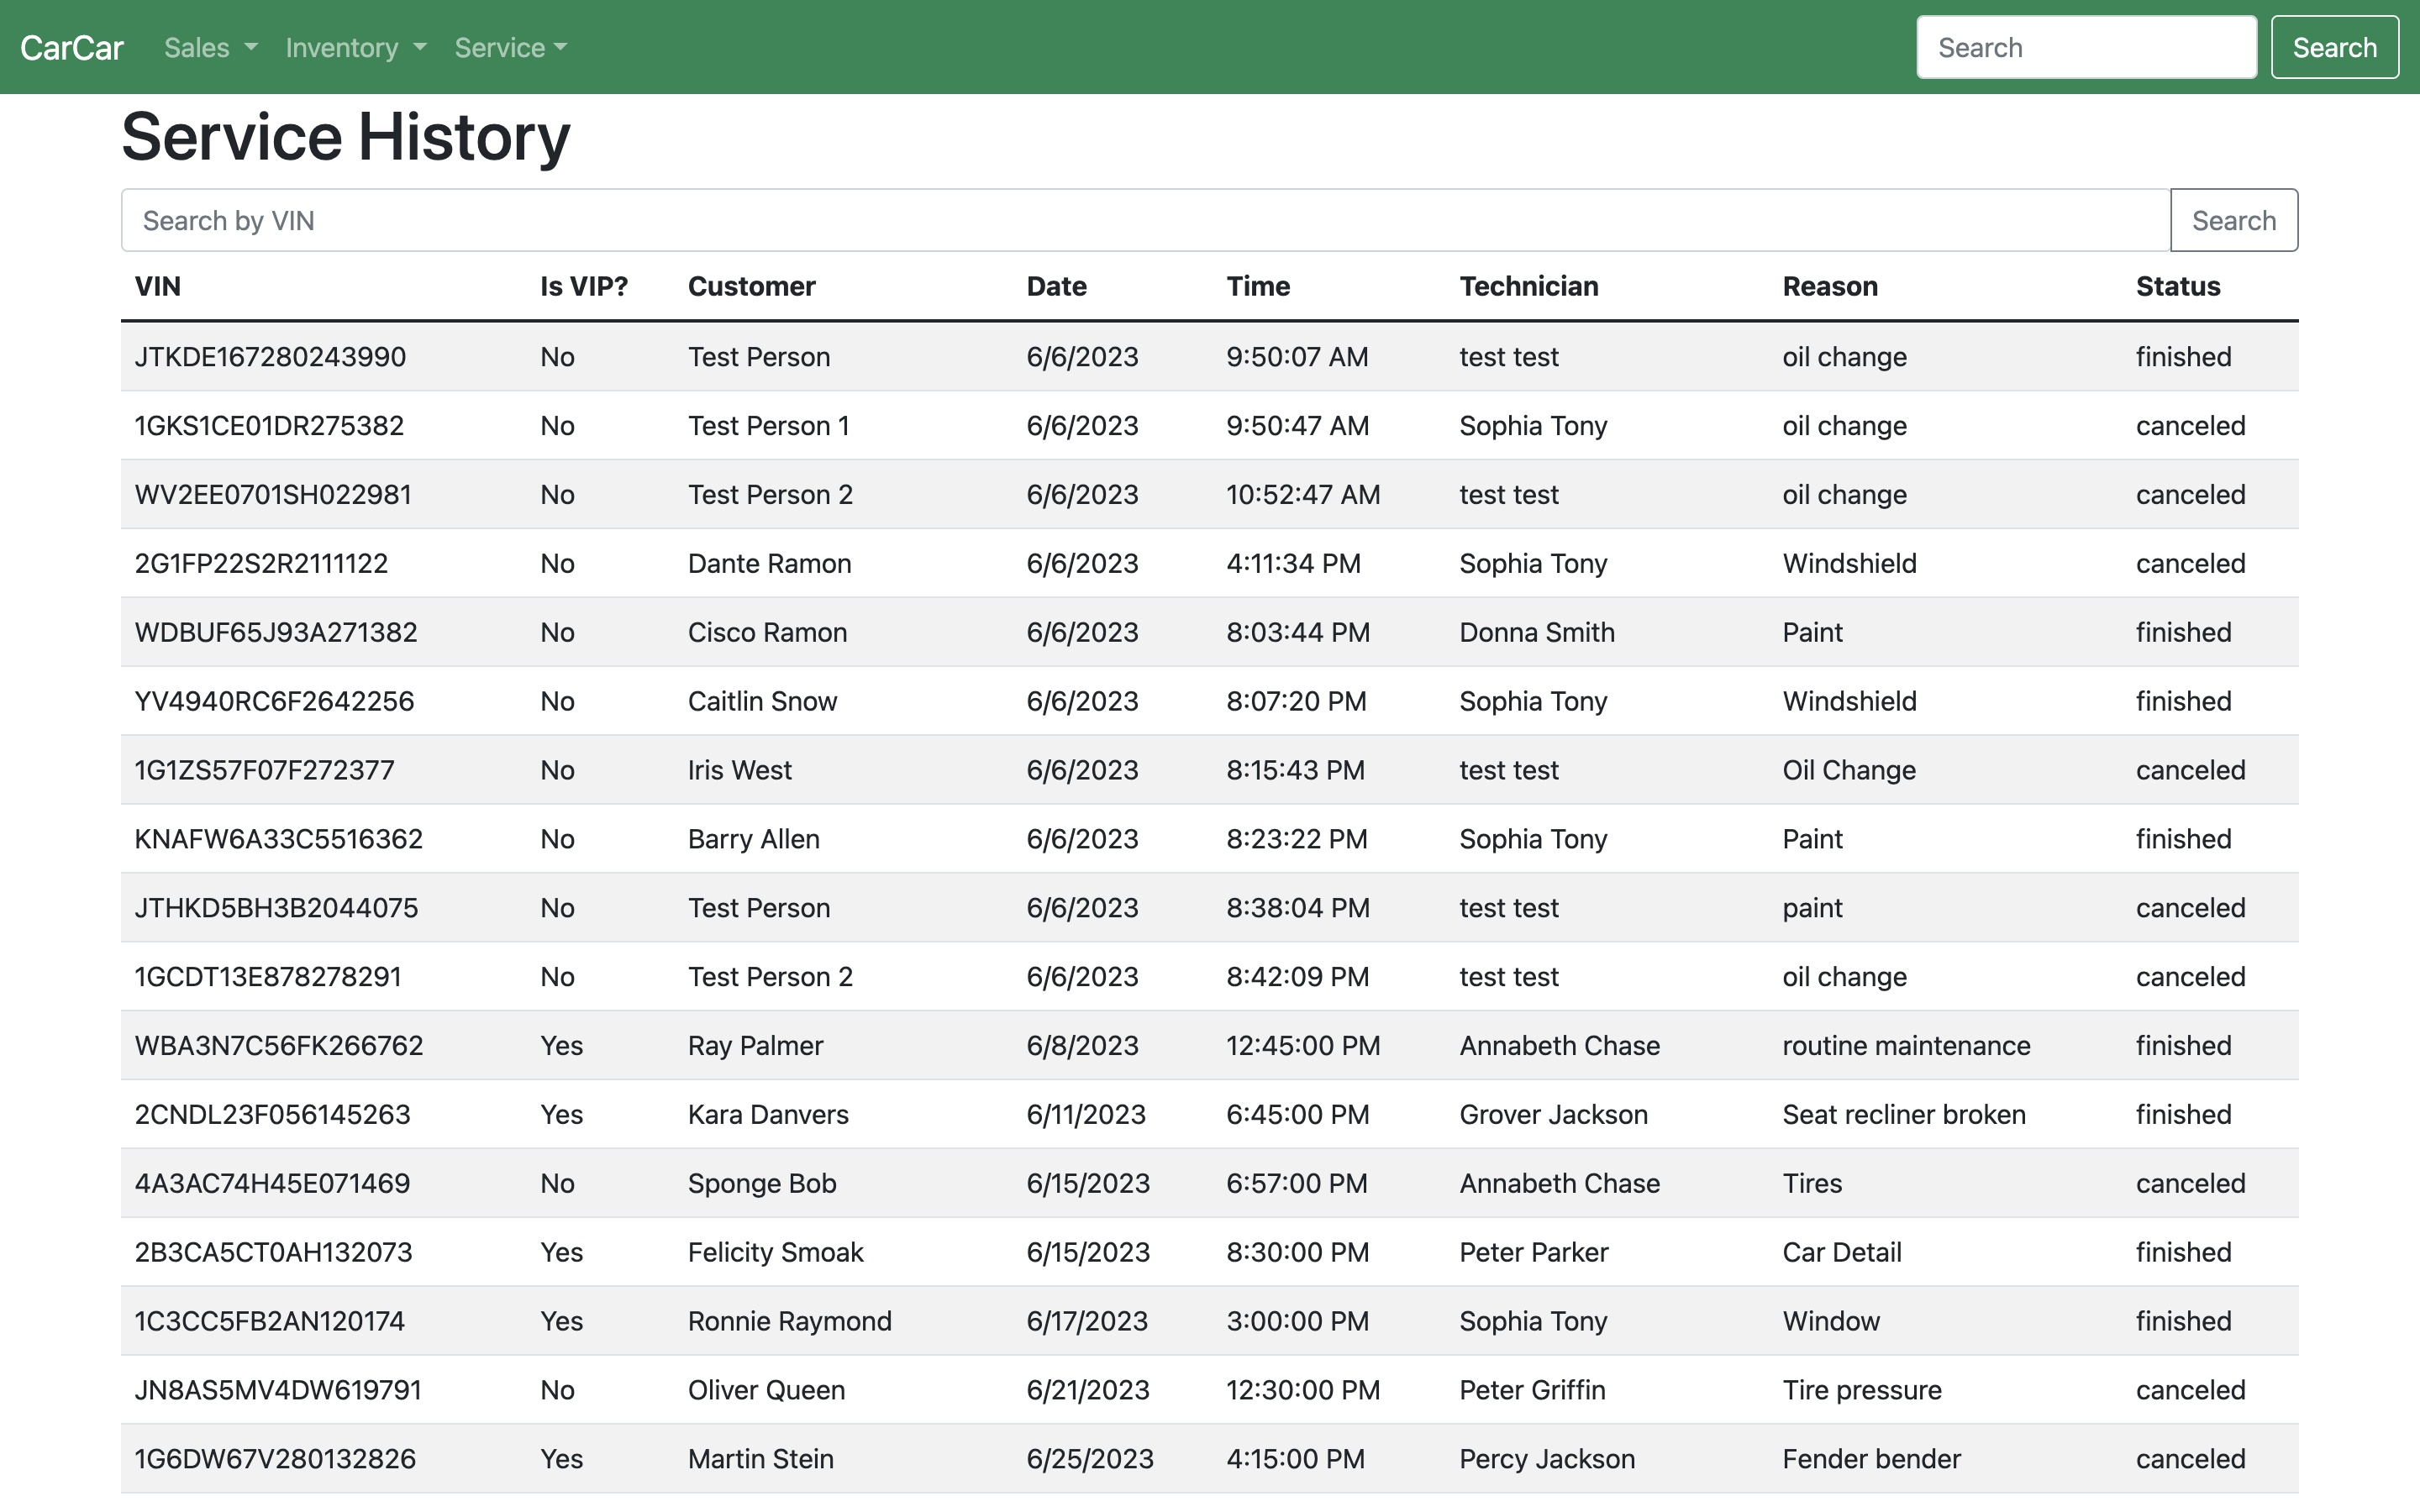 CarCar Sales Inventory Service Search Search
Service History
Search by VIN Search
VIN Is VIP? Customer Date Time Technician Reason Status
JTKDE167280243990 No Test Person 6/6/2023 9:50:07 AM test test oil change finished
1GKS1CE01DR275382 No Test Person 1 6/6/2023 9:50:47 AM Sophia Tony oil change canceled
WV2EE0701SH022981 No Test Person 2 6/6/2023 10:52:47 AM test test oil change canceled
2G1FP22S2R2111122 No Dante Ramon 6/6/2023 4:11:34 PM Sophia Tony Windshield canceled
WDBUF65J93A271382 No Cisco Ramon 6/6/2023 8:03:44 PM Donna Smith Paint finished
YV4940RC6F2642256 No Caitlin Snow 6/6/2023 8:07:20 PM Sophia Tony Windshield finished
1G1ZS57F07F272377 No Iris West 6/6/2023 8:15:43 PM test test Oil Change canceled
KNAFW6A33C5516362 No Barry Allen 6/6/2023 8:23:22 PM Sophia Tony Paint finished
JTHKD5BH3B2044075 No Test Person 6/6/2023 8:38:04 PM test test paint canceled
1GCDT13E878278291 No Test Person 2 6/6/2023 8:42:09 PM test test oil change canceled
WBA3N7C56FK266762 Yes Ray Palmer 6/8/2023 12:45:00 PM Annabeth Chase routine maintenance finished
2CNDL23F056145263 Yes Kara Danvers 6/11/2023 6:45:00 PM Grover Jackson Seat recliner broken finished
4A3AC74H45E071469 No Sponge Bob 6/15/2023 6:57:00 PM Annabeth Chase Tires canceled
2B3CA5CT0AH132073 Yes Felicity Smoak 6/15/2023 8:30:00 PM Peter Parker Car Detail finished
1C3CC5FB2AN120174 Yes Ronnie Raymond 6/17/2023 3:00:00 PM Sophia Tony Window finished
JN8AS5MV4DW619791 No Oliver Queen 6/21/2023 12:30:00 PM Peter Griffin Tire pressure canceled
1G6DW67V280132826 Yes Martin Stein 6/25/2023 4:15:00 PM Percy Jackson Fender bender canceled